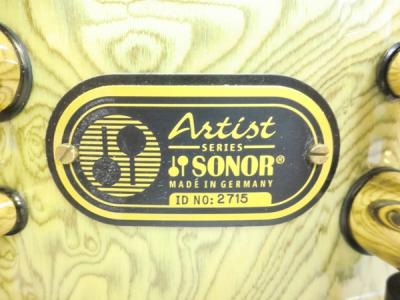 Artist
SERIES
SONOR®
MADE IN GERMANY
ID NO: 2715